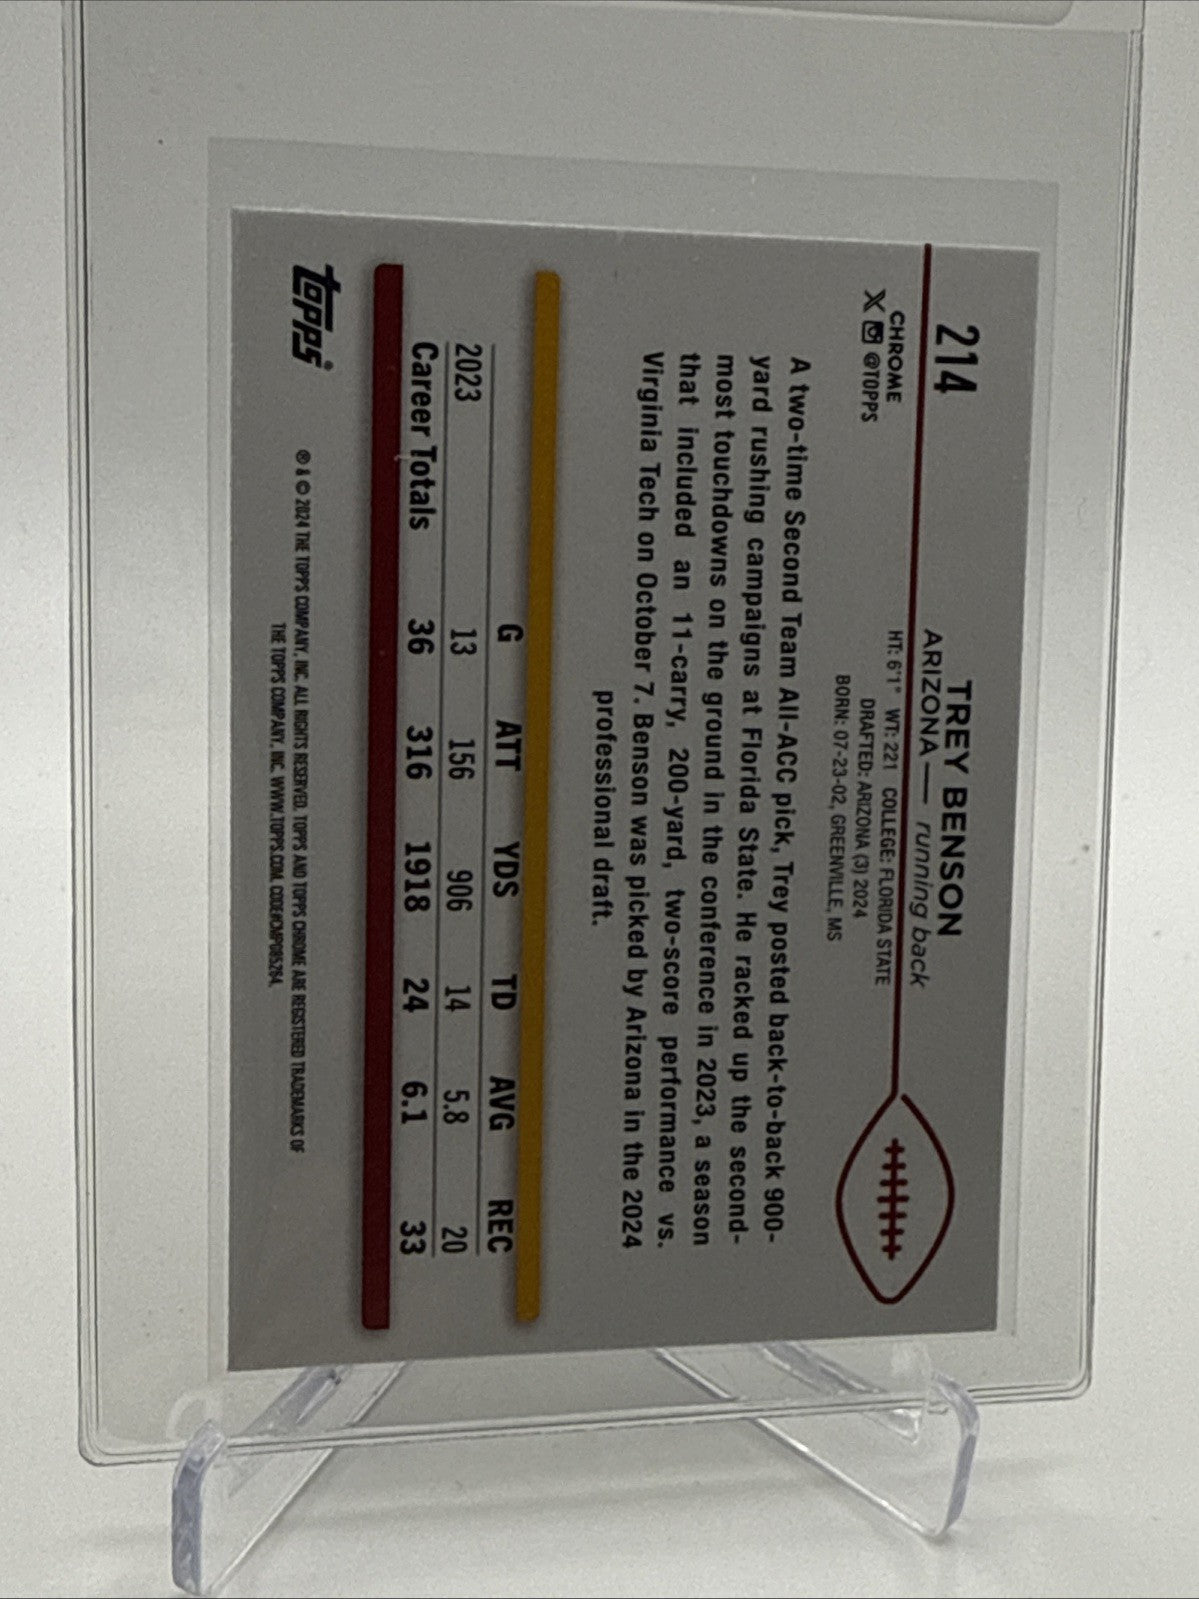 214
TREY BENSON
ARIZONA — running back
CHROME
X @TOPPS
HT: 6'1" WT: 221 COLLEGE: FLORIDA STATE
DRAFTED: ARIZONA (3) 2024
BORN: 07-23-02, GREENVILLE, MS
A two-time Second Team All-ACC pick, Trey posted back-to-back 900-
yard rushing campaigns at Florida State. He racked up the second-
most touchdowns on the ground in the conference in 2023, a season
that included an 11-carry, 200-yard, two-score performance vs.
Virginia Tech on October 7. Benson was picked by Arizona in the 2024
professional draft.
G ATT YDS TD AVG REC
2023 13 156 906 14 5.8 20
Career Totals 36 316 1918 24 6.1 33
topps®
® & © 2024 THE TOPPS COMPANY, INC. ALL RIGHTS RESERVED. TOPPS AND TOPPS CHROME ARE REGISTERED TRADEMARKS OF
THE TOPPS COMPANY, INC. WWW.TOPPS.COM. CODE#CMP085264.